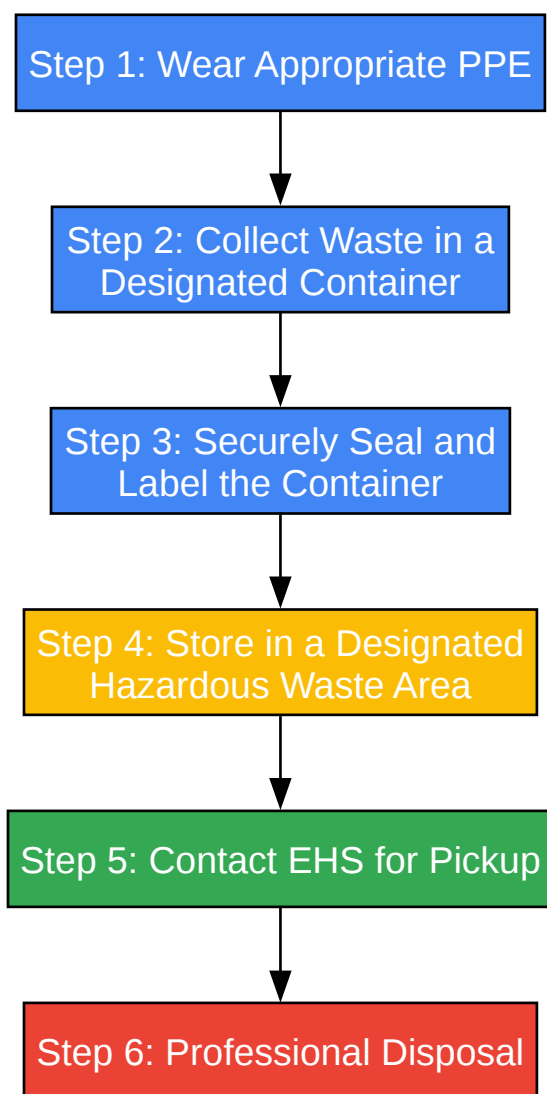 Step 1: Wear Appropriate PPE
Step 2: Collect Waste in a
Designated Container
Step 3: Securely Seal and
Label the Container
Step 4: Store in a Designated
Hazardous Waste Area
Step 5: Contact EHS for Pickup
Step 6: Professional Disposal